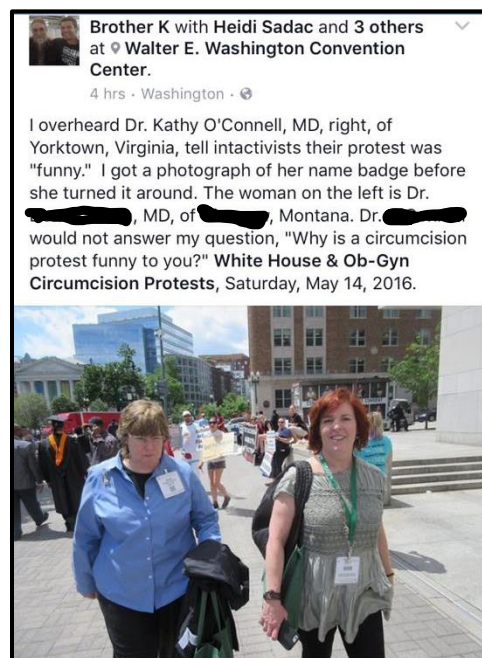 Brother K with Heidi Sadac and 3 others
at Walter E. Washington Convention
Center.
4 hrs · Washington ·
I overheard Dr. Kathy O'Connell, MD, right, of
Yorktown, Virginia, tell intactivists their protest was
"funny."  I got a photograph of her name badge before
she turned it around. The woman on the left is Dr.
, MD, of , Montana. Dr.
would not answer my question, "Why is a circumcision
protest funny to you?" White House & Ob-Gyn
Circumcision Protests, Saturday, May 14, 2016.